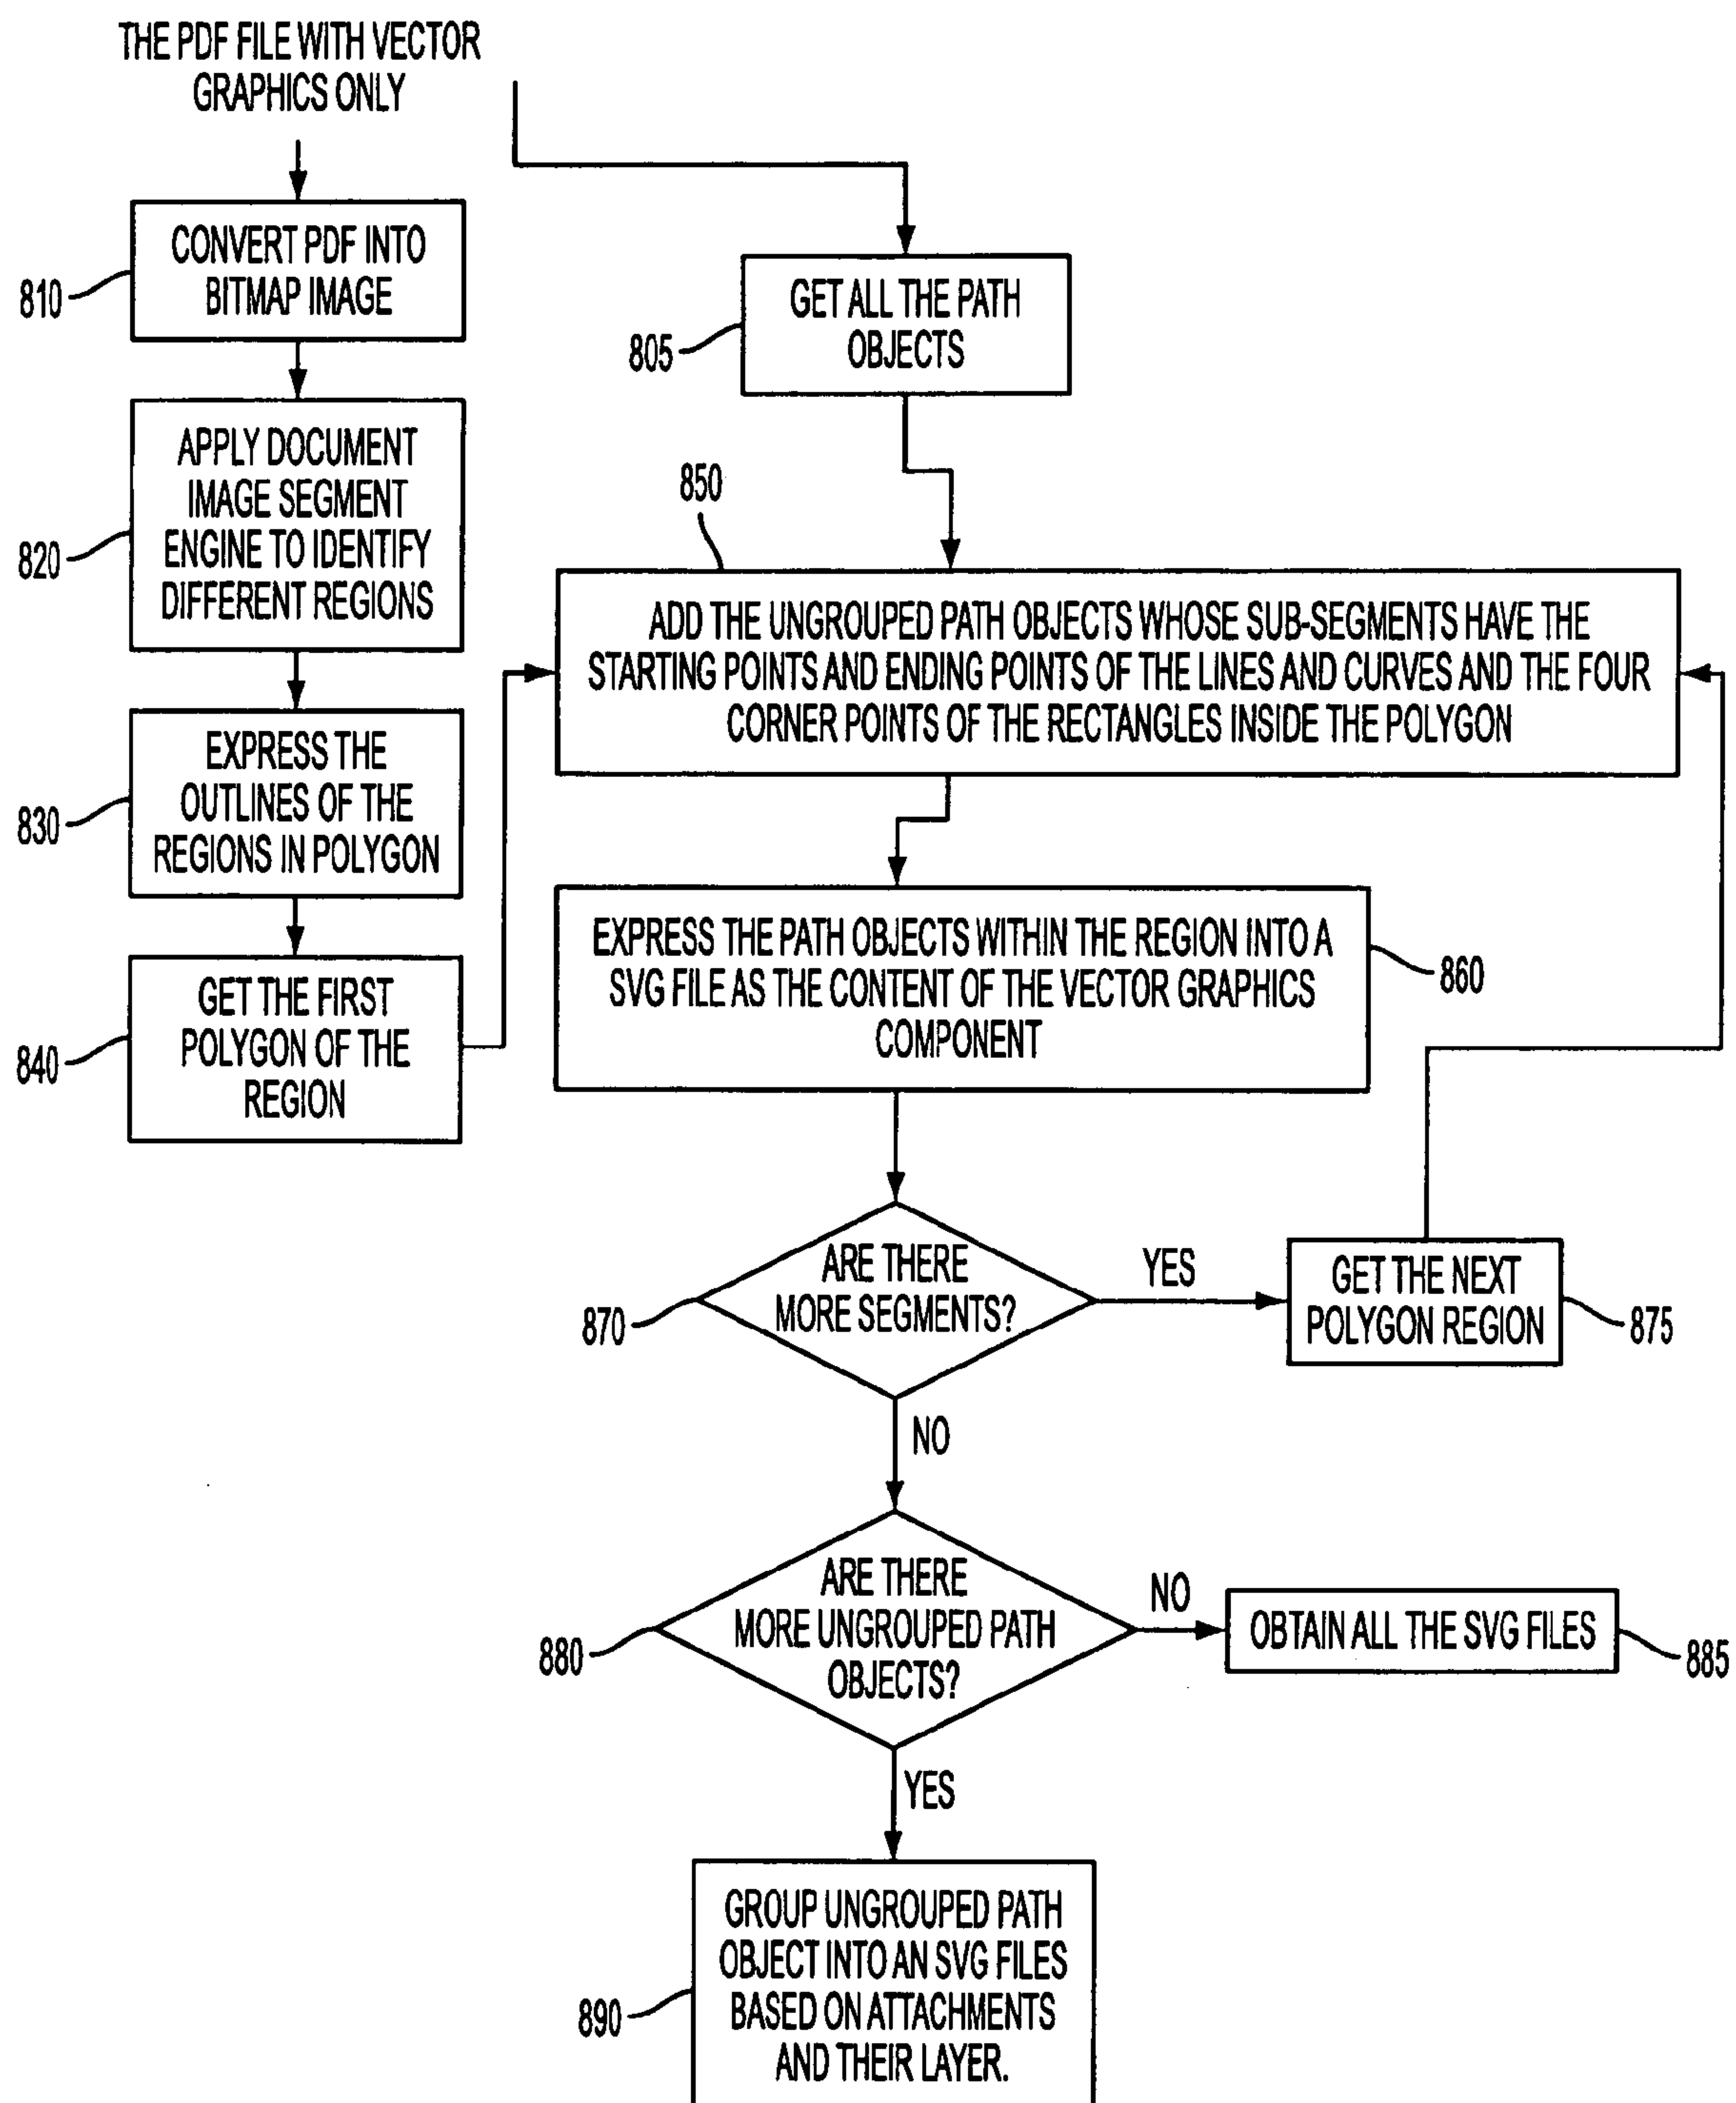 THE PDF FILE WITH VECTOR
GRAPHICS ONLY
CONVERT PDF INTO
BITMAP IMAGE
810
APPLY DOCUMENT
IMAGE SEGMENT
ENGINE TO IDENTIFY
DIFFERENT REGIONS
820
EXPRESS THE
OUTLINES OF THE
REGIONS IN POLYGON
830
GET THE FIRST
POLYGON OF THE
REGION
840
GET ALL THE PATH
OBJECTS
805
850
ADD THE UNGROUPED PATH OBJECTS WHOSE SUB-SEGMENTS HAVE THE
STARTING POINTS AND ENDING POINTS OF THE LINES AND CURVES AND THE FOUR
CORNER POINTS OF THE RECTANGLES INSIDE THE POLYGON
EXPRESS THE PATH OBJECTS WITHIN THE REGION INTO A
SVG FILE AS THE CONTENT OF THE VECTOR GRAPHICS
COMPONENT
860
ARE THERE
MORE SEGMENTS?
870
YES
GET THE NEXT
POLYGON REGION
875
NO
ARE THERE
MORE UNGROUPED PATH
OBJECTS?
880
NO
OBTAIN ALL THE SVG FILES
885
YES
GROUP UNGROUPED PATH
OBJECT INTO AN SVG FILES
BASED ON ATTACHMENTS
AND THEIR LAYER.
890